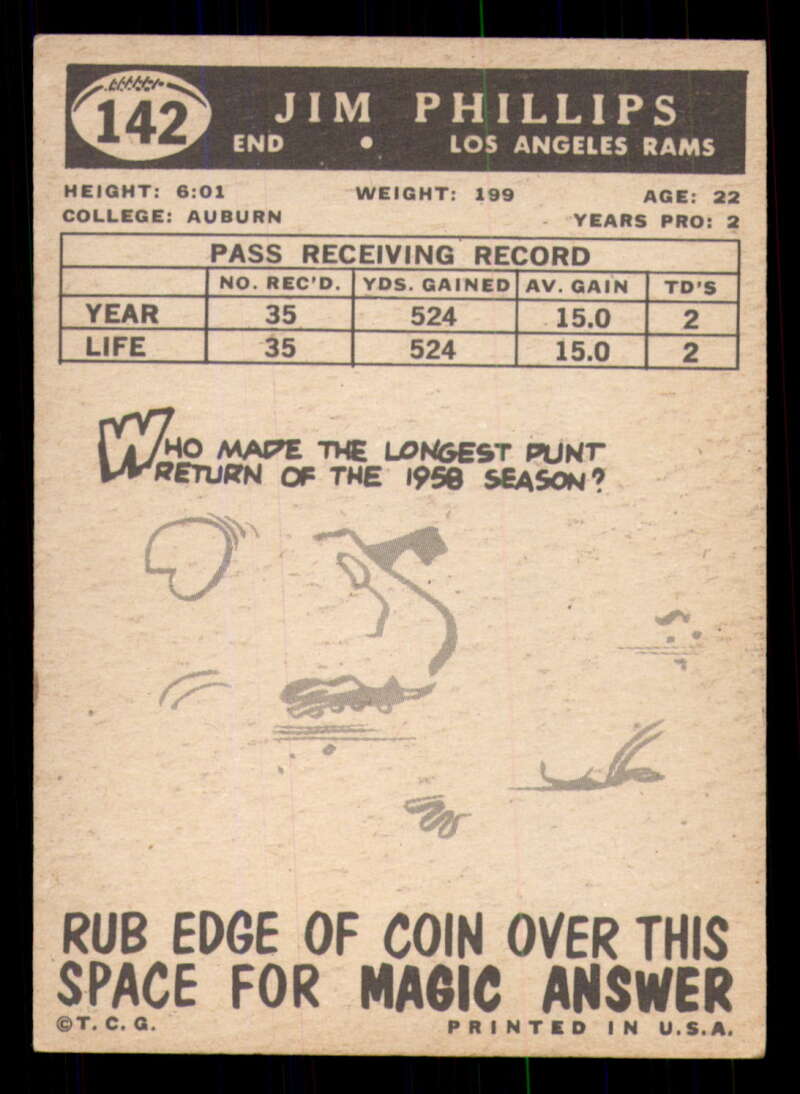 142
JIM PHILLIPS
END • LOS ANGELES RAMS
HEIGHT: 6:01 WEIGHT: 199 AGE: 22
COLLEGE: AUBURN YEARS PRO: 2
PASS RECEIVING RECORD
NO. REC'D. YDS. GAINED AV. GAIN TD'S
YEAR 35 524 15.0 2
LIFE 35 524 15.0 2
WHO MADE THE LONGEST PUNT
RETURN OF THE 1958 SEASON?
RUB EDGE OF COIN OVER THIS
SPACE FOR MAGIC ANSWER
©T.C.G. PRINTED IN U.S.A.